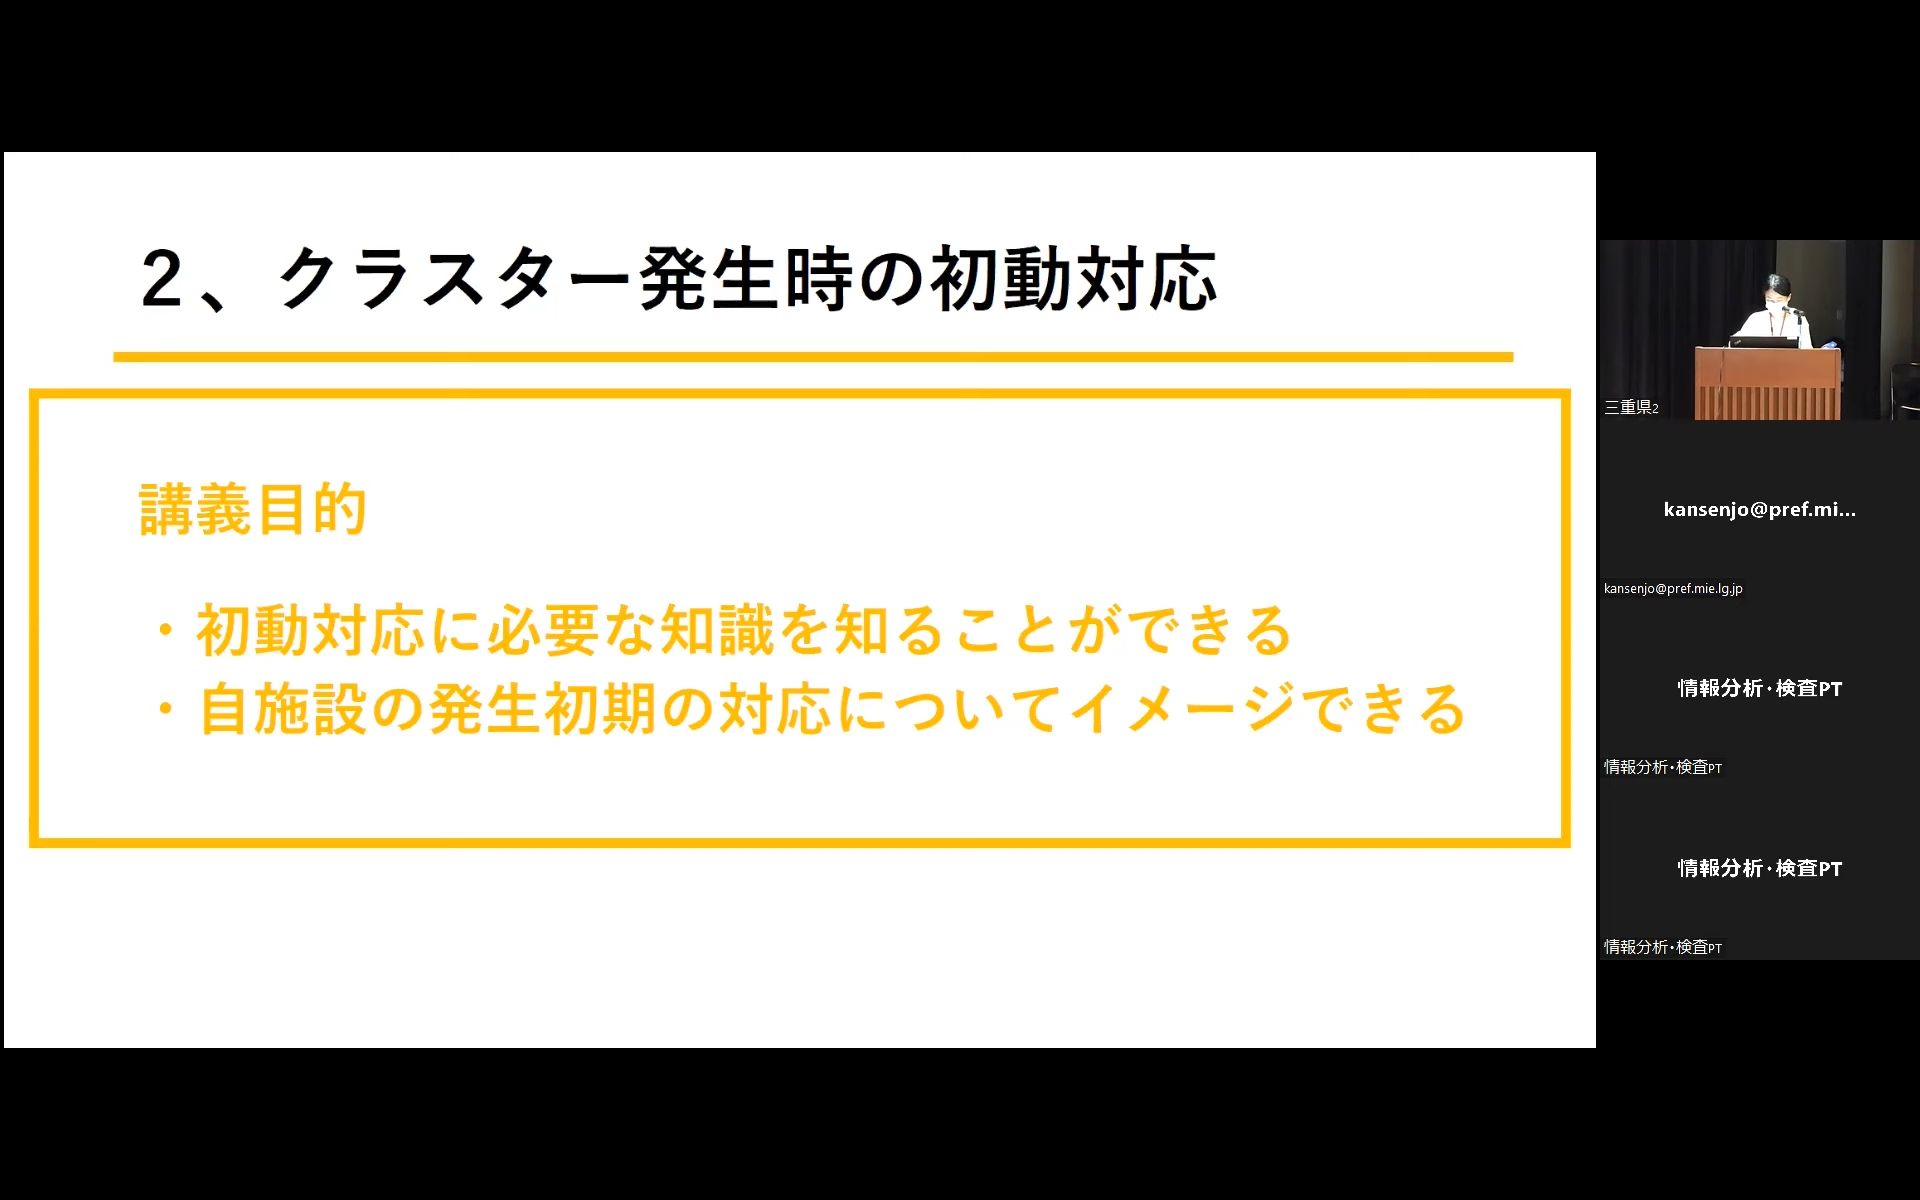 ２、クラスター発生時の初動対応
講義目的
・初動対応に必要な知識を知ることができる
・自施設の発生初期の対応についてイメージできる
三重県2
kansenjo@pref.mi...
kansenjo@pref.mie.lg.jp
情報分析・検査PT
情報分析・検査PT
情報分析・検査PT
情報分析・検査PT